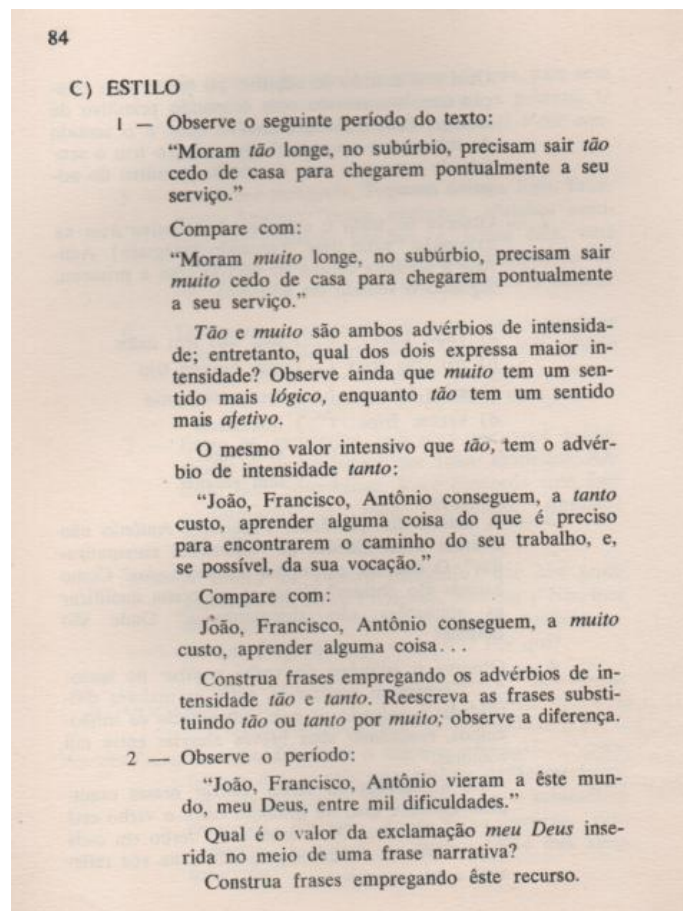 84
C) ESTILO
1 — Observe o seguinte período do texto:
“Moram tão longe, no subúrbio, precisam sair tão
cedo de casa para chegarem pontualmente a seu
serviço.”
Compare com:
“Moram muito longe, no subúrbio, precisam sair
muito cedo de casa para chegarem pontualmente
a seu serviço.”
Tão e muito são ambos advérbios de intensida-
de; entretanto, qual dos dois expressa maior in-
tensidade? Observe ainda que muito tem um sen-
tido mais lógico, enquanto tão tem um sentido
mais afetivo.
O mesmo valor intensivo que tão, tem o advér-
bio de intensidade tanto:
“João, Francisco, Antônio conseguem, a tanto
custo, aprender alguma coisa do que é preciso
para encontrarem o caminho do seu trabalho, e,
se possível, da sua vocação.”
Compare com:
João, Francisco, Antônio conseguem, a muito
custo, aprender alguma coisa...
Construa frases empregando os advérbios de in-
tensidade tão e tanto. Reescreva as frases substi-
tuindo tão ou tanto por muito; observe a diferença.
2 — Observe o período:
“João, Francisco, Antônio vieram a êste mun-
do, meu Deus, entre mil dificuldades.”
Qual é o valor da exclamação meu Deus inse-
rida no meio de uma frase narrativa?
Construa frases empregando êste recurso.